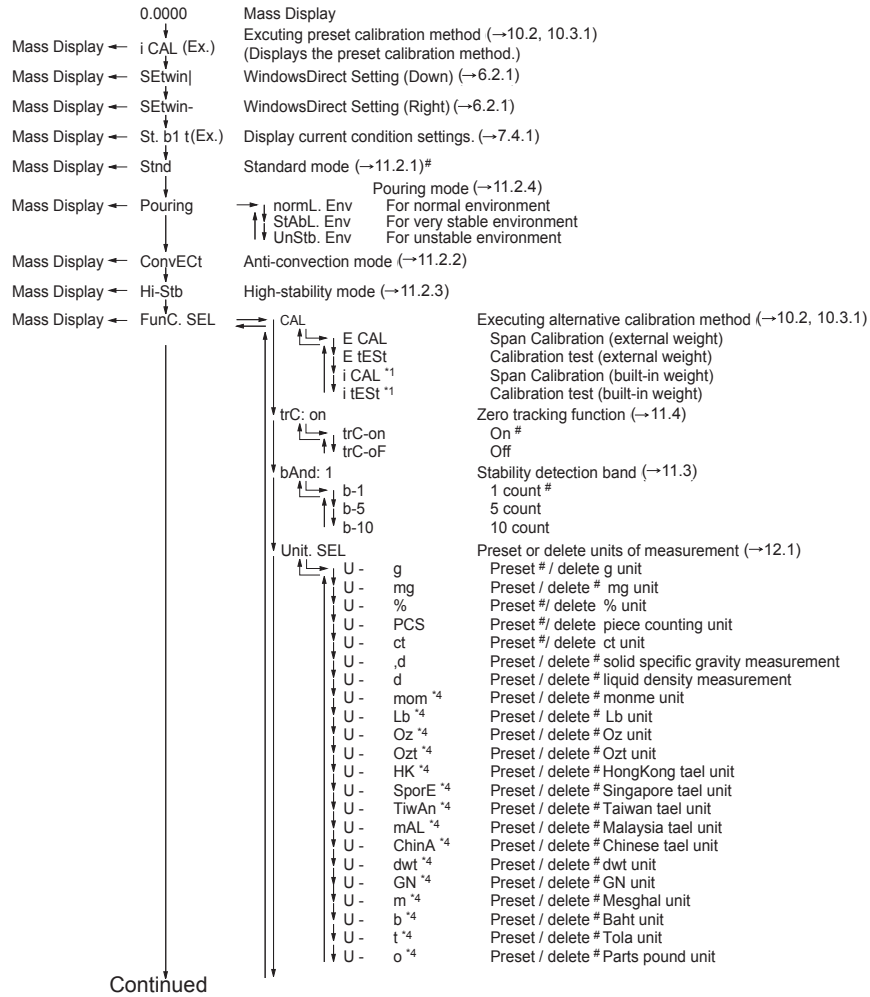 0.0000 Mass Display
Mass Display ← i CAL (Ex.) Excuting preset calibration method (→10.2, 10.3.1)
(Displays the preset calibration method.)
Mass Display ← SEtwin| WindowsDirect Setting (Down) (→6.2.1)
Mass Display ← SEtwin- WindowsDirect Setting (Right) (→6.2.1)
Mass Display ← St. b1 t(Ex.) Display current condition settings. (→7.4.1)
Mass Display ← Stnd Standard mode (→11.2.1)#
Pouring mode (→11.2.4)
Mass Display ← Pouring → normL. Env For normal environment
StAbL. Env For very stable environment
UnStb. Env For unstable environment
Mass Display ← ConvECt Anti-convection mode (→11.2.2)
Mass Display ← Hi-Stb High-stability mode (→11.2.3)
Mass Display ← FunC. SEL CAL Executing alternative calibration method (→10.2, 10.3.1)
E CAL Span Calibration (external weight)
E tESt Calibration test (external weight)
i CAL *1 Span Calibration (built-in weight)
i tESt *1 Calibration test (built-in weight)
trC: on Zero tracking function (→11.4)
trC-on On #
trC-oF Off
bAnd: 1 Stability detection band (→11.3)
b-1 1 count #
b-5 5 count
b-10 10 count
Unit. SEL Preset or delete units of measurement (→12.1)
U - g Preset #/ delete g unit
U - mg Preset / delete # mg unit
U - % Preset #/ delete % unit
U - PCS Preset #/ delete piece counting unit
U - ct Preset #/ delete ct unit
U - ,d Preset / delete # solid specific gravity measurement
U - d Preset / delete # liquid density measurement
U - mom *4 Preset / delete # monme unit
U - Lb *4 Preset / delete # Lb unit
U - Oz *4 Preset / delete # Oz unit
U - Ozt *4 Preset / delete # Ozt unit
U - HK *4 Preset / delete # HongKong tael unit
U - SporE *4 Preset / delete # Singapore tael unit
U - TiwAn *4 Preset / delete # Taiwan tael unit
U - mAL *4 Preset / delete # Malaysia tael unit
U - ChinA *4 Preset / delete # Chinese tael unit
U - dwt *4 Preset / delete # dwt unit
U - GN *4 Preset / delete # GN unit
U - m *4 Preset / delete # Mesghal unit
U - b *4 Preset / delete # Baht unit
U - t *4 Preset / delete # Tola unit
U - o *4 Preset / delete # Parts pound unit
Continued